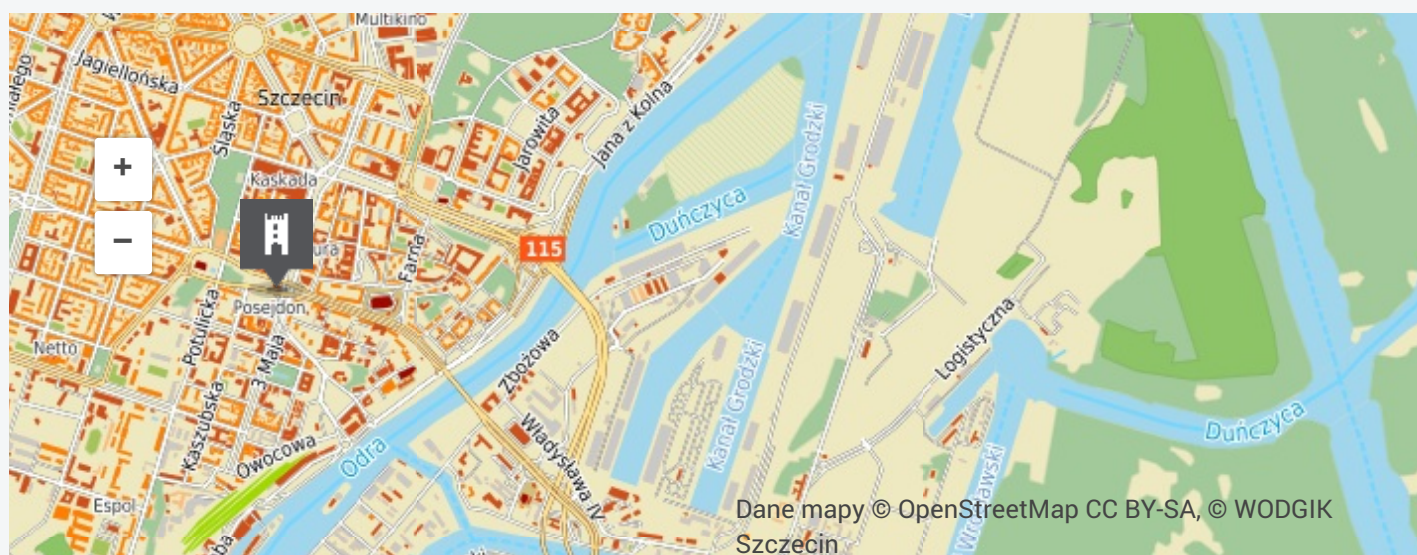 Multikino
Jagiellońska
Szczecin
Śląska
Jarowita
Jana z Kolna
Kanał Grodzki
+
Kaskada
Duńczyca
−
115
Farna
Posejdon,
Potulicka
Netto
3 Maja
Zbożowa
Logistyczna
Kanał Grodzki
Kaszubska
Władysława IV
Duńczyca
Owocowa
Odra
Espol
Dane mapy © OpenStreetMap CC BY-SA, © WODGIK
Szczecin